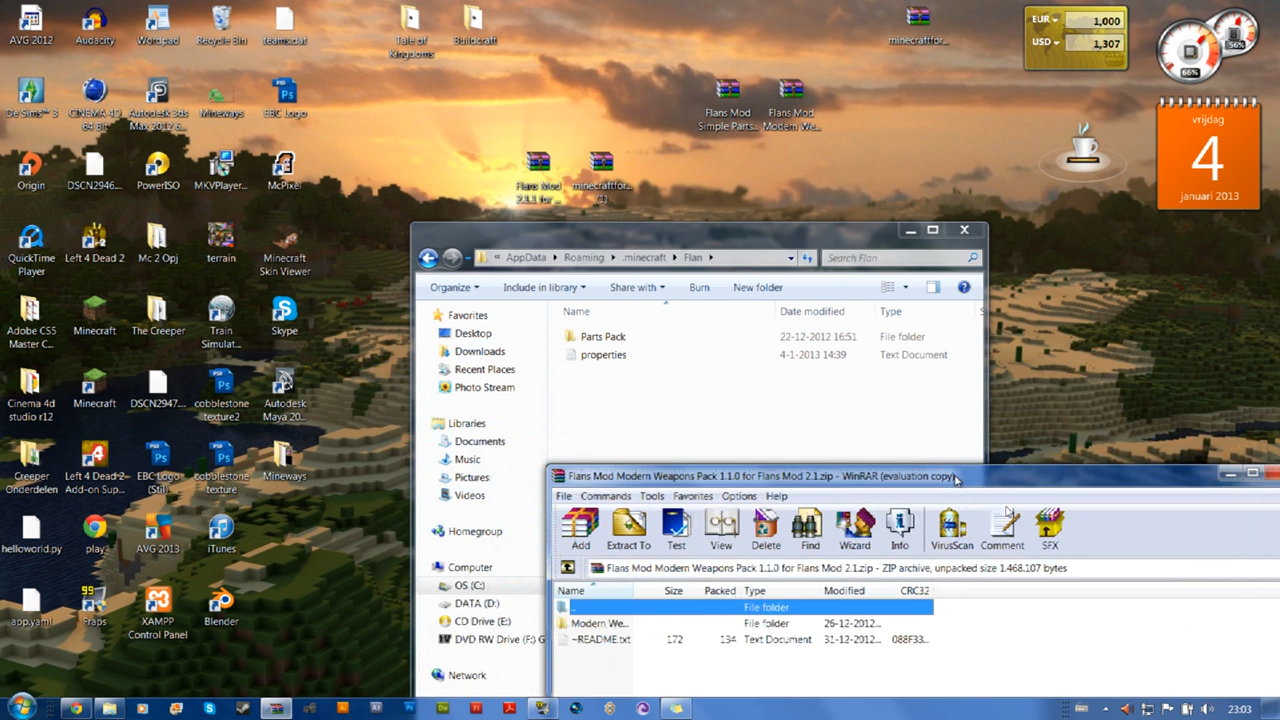 AVG 2012
Audacity
Wordpad
Recycle Bin
teams.dat
Tale of
Kingdoms
Buildcraft
minecraftfor...
EUR
1,000
USD
1,307
56%
66%
De Sims™ 3
CINEMA 4D
64 Bit
Autodesk 3ds
Max 2012 6...
Mineways
EBC Logo
Flans Mod
Simple Parts...
Flans Mod
Modern We...
vrijdag
4
januari 2013
Origin
DSCN2946....
PowerISO
MKVPlayer...
McPixel
Flans Mod
2.1.1 for ...
minecraftfor...
(1)
QuickTime
Player
Left 4 Dead 2
Mc 2 Opj
terrain
Minecraft
Skin Viewer
« AppData
Roaming
.minecraft
Flan
Search Flan
Organize
Include in library
Share with
Burn
New folder
Name
Date modified
Type
S
Favorites
Desktop
Downloads
Recent Places
Photo Stream
Parts Pack
22-12-2012 16:51
File folder
properties
4-1-2013 14:39
Text Document
Adobe CS5
Master C...
Minecraft
The Creeper
Train
Simulat...
Skype
Cinema 4d
studio r12
Minecraft
DSCN2947....
cobblestone
texture2
Autodesk
Maya 20...
Libraries
Documents
Music
Pictures
Videos
Homegroup
Computer
OS (C:)
DATA (D:)
CD Drive (E:)
DVD RW Drive (F:) G
Network
Creeper
Onderdelen
Left 4 Dead 2
Add-on Sup...
EBC Logo
(Stil)
cobblestone
texture
Mineways
Flans Mod Modern Weapons Pack 1.1.0 for Flans Mod 2.1.zip - WinRAR (evaluation copy)
File
Commands
Tools
Favorites
Options
Help
Add
Extract To
Test
View
Delete
Find
Wizard
Info
VirusScan
Comment
SFX
Flans Mod Modern Weapons Pack 1.1.0 for Flans Mod 2.1.zip - ZIP archive, unpacked size 1.468.107 bytes
Name
Size
Packed
Type
Modified
CRC32
..
File folder
Modern We...
File folder
26-12-2012...
~README.txt
172
134
Text Document
31-12-2012...
088F33...
helloworld.py
play
AVG 2013
iTunes
app.yaml
99
Fraps
XAMPP
Control Panel
Blender
23:03